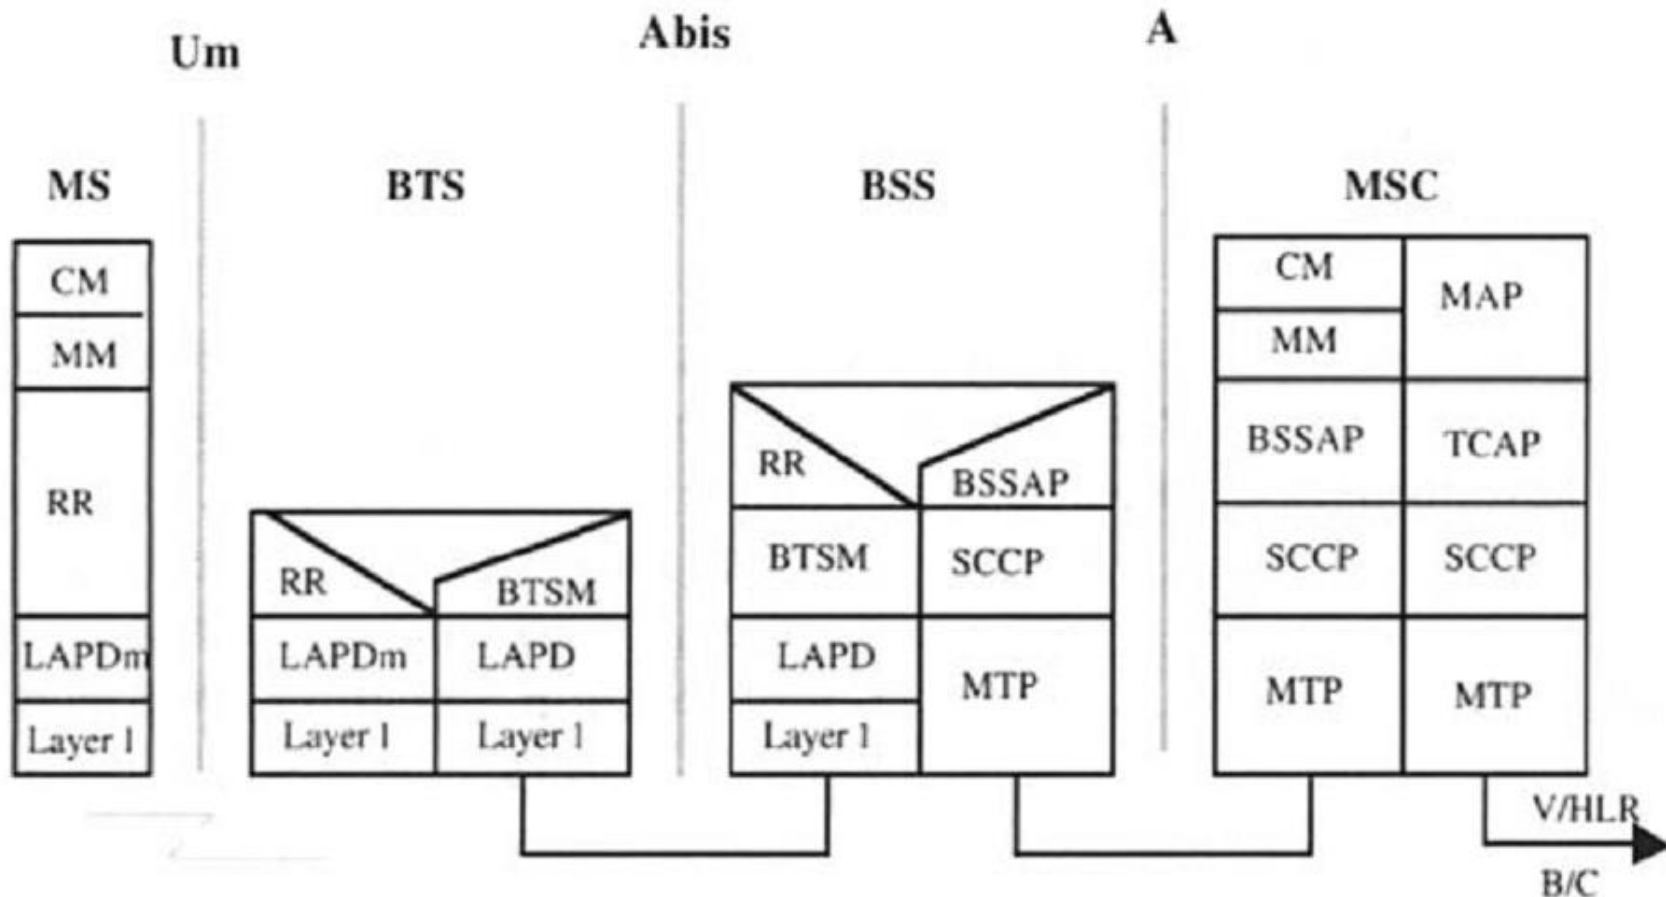 Um
Abis
A
MS
BTS
BSS
MSC
CM
MM
RR
LAPDm
Layer 1
RR
BTSM
LAPDm
LAPD
Layer 1
Layer 1
RR
BSSAP
BTSM
SCCP
LAPD
MTP
Layer 1
CM
MAP
MM
BSSAP
TCAP
SCCP
SCCP
MTP
MTP
V/HLR
B/C